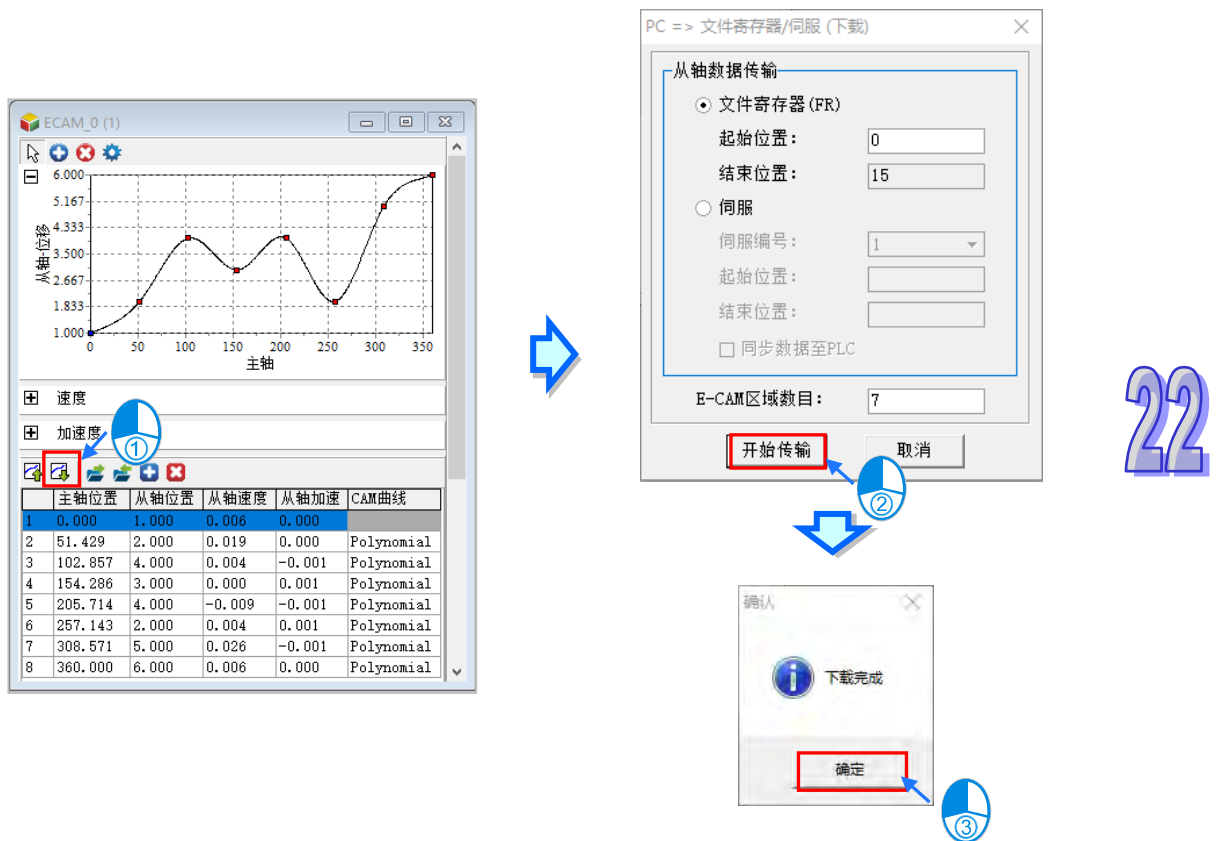 ECAM_0 (1)
6.000
5.167
4.333
3.500
2.667
1.833
1.000
从轴-位移
0 50 100 150 200 250 300 350
主轴
速度
加速度
①
主轴位置 从轴位置 从轴速度 从轴加速 CAM曲线
1 0.000 1.000 0.006 0.000
2 51.429 2.000 0.019 0.000 Polynomial
3 102.857 4.000 0.004 -0.001 Polynomial
4 154.286 3.000 0.000 0.001 Polynomial
5 205.714 4.000 -0.009 -0.001 Polynomial
6 257.143 2.000 0.004 0.001 Polynomial
7 308.571 5.000 0.026 -0.001 Polynomial
8 360.000 6.000 0.006 0.000 Polynomial
PC => 文件寄存器/伺服 (下载)
从轴数据传输
文件寄存器(FR)
起始位置: 0
结束位置: 15
伺服
伺服编号: 1
起始位置:
结束位置:
同步数据至PLC
E-CAM区域数目: 7
开始传输 取消
②
确认
下载完成
确定
③
22